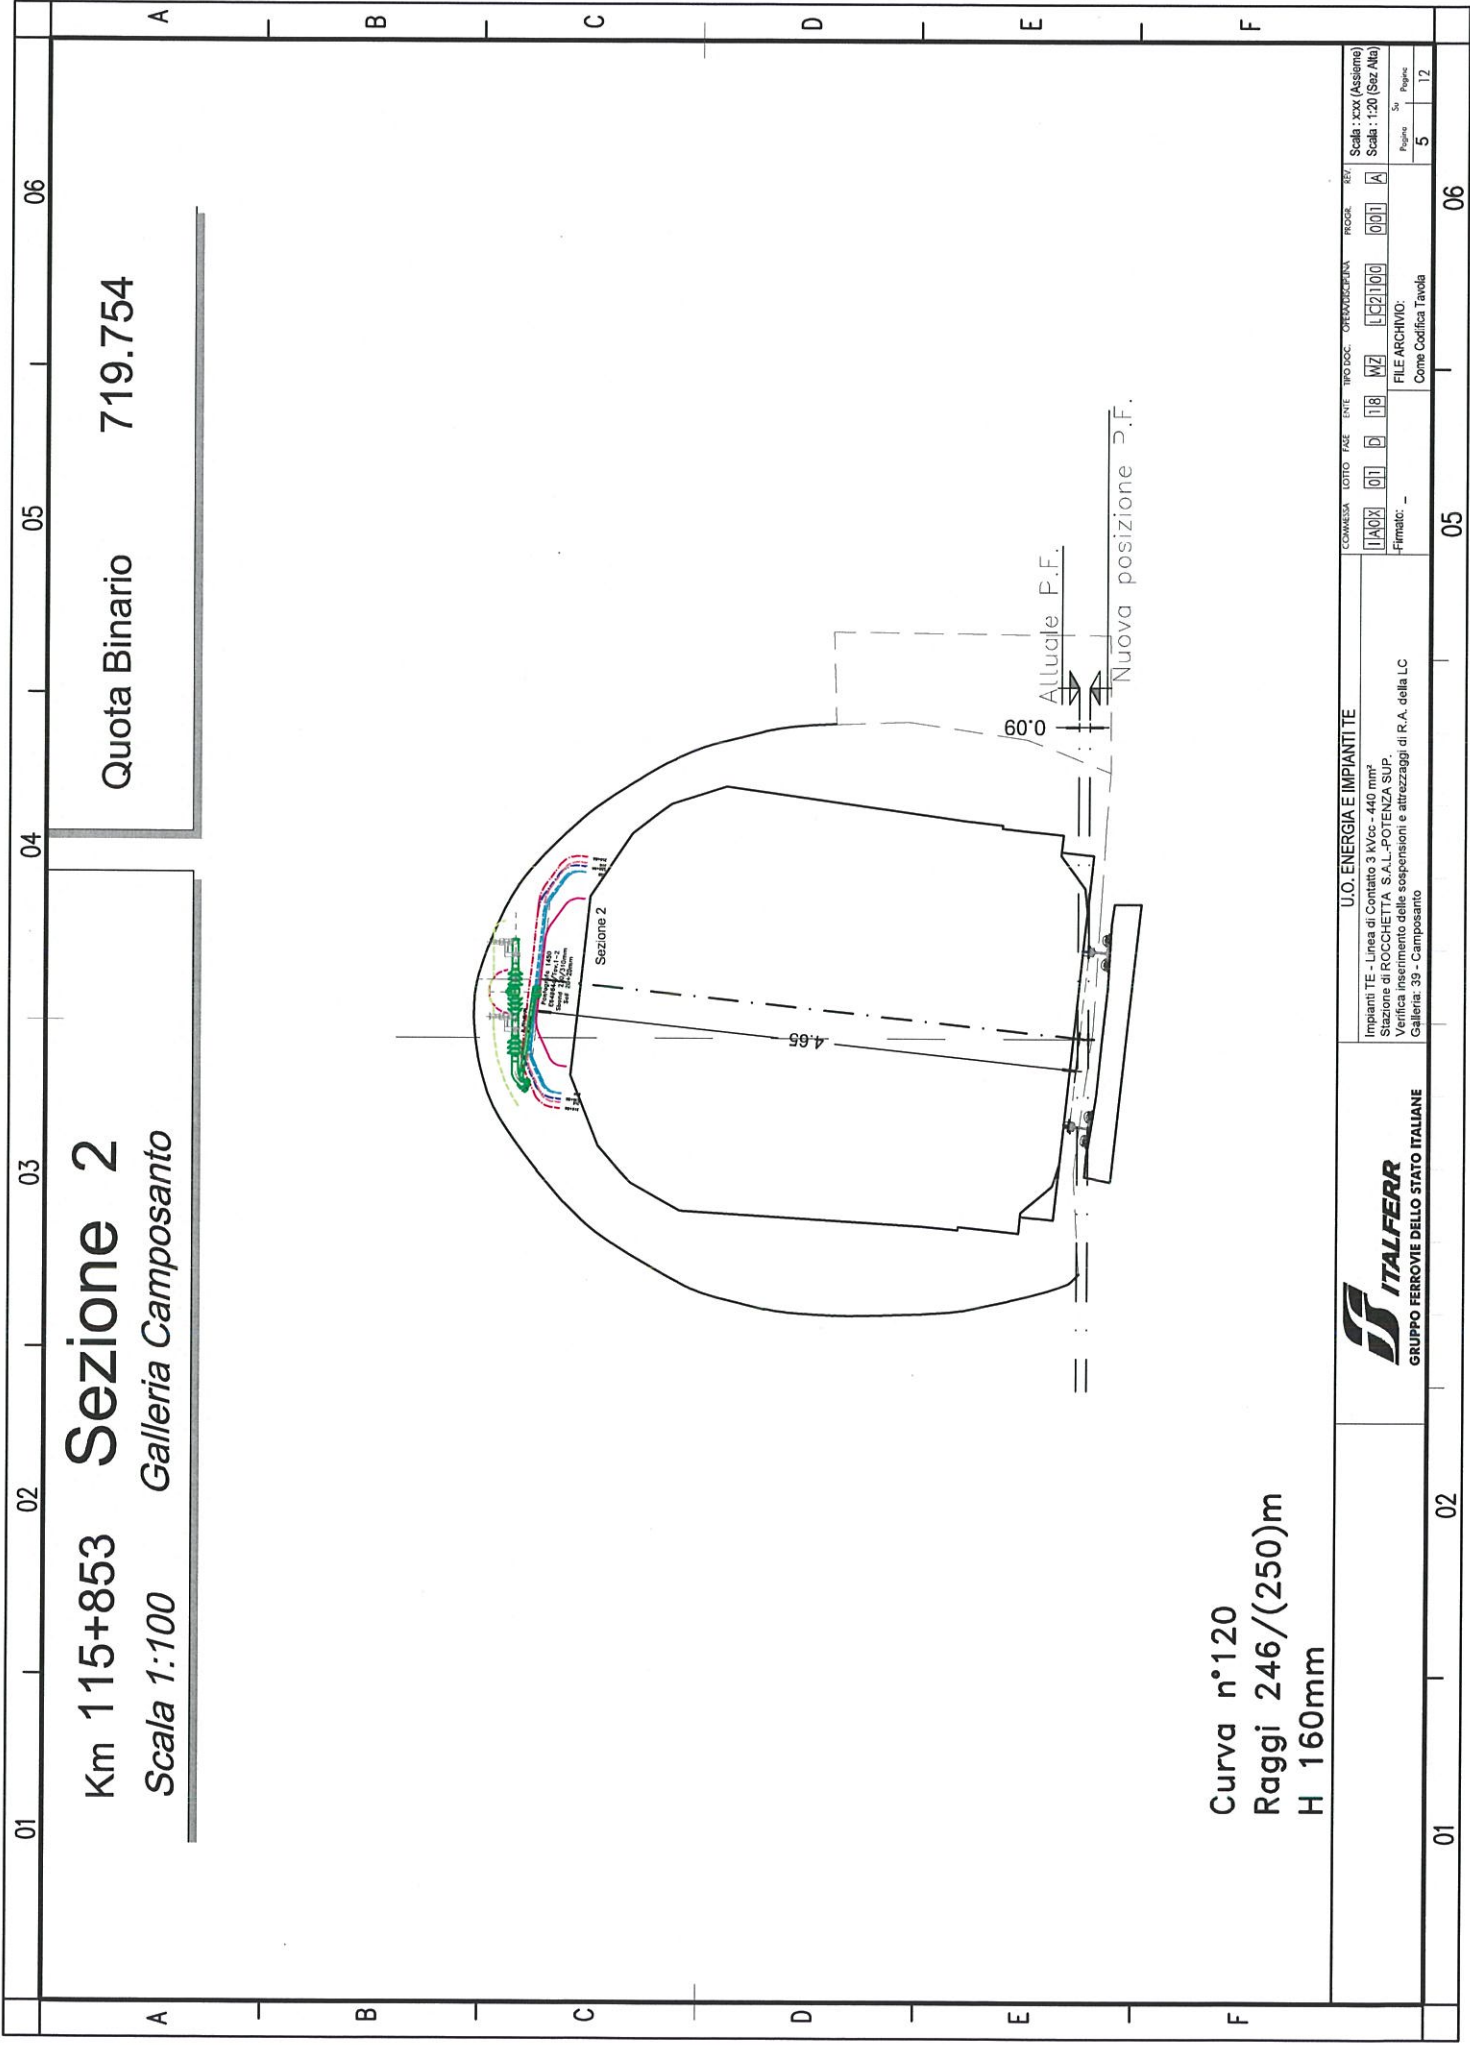 01 02 03 04 05 06
A B C D E F
Km 115+853 Sezione 2
Scala 1:100 Galleria Camposanto
Quota Binario 719.754
Sezione 2
4.65
0.09
Attuale P.F.
Nuova posizione P.F.
Curva n°120
Raggi 246/(250)m
H 160mm
ITALFERR
GRUPPO FERROVIE DELLO STATO ITALIANE
U.O. ENERGIA E IMPIANTI TE
Impianti TE - Linea di Contatto 3 kVcc - 440 mm²
Stazione di ROCCHETTA S.A.L.-POTENZA SUP.
Verifica inserimento delle sospensioni e attrezzaggi di R.A. della LC
Galleria: 39 - Camposanto
COMMESSA LOTTO FASE ENTE TIPO DOC. OPERA/DISCIPLINA PROGR. REV.
IA0X 01 D 18 WZ LC2100 001 A
-Firmato: _
FILE ARCHIVIO:
Come Codifica Tavola
Scala : x:xx (Assieme)
Scala : 1:20 (Sez Alta)
Pagina Su Pagine
5 12
A B C D E F
01 02 05 06